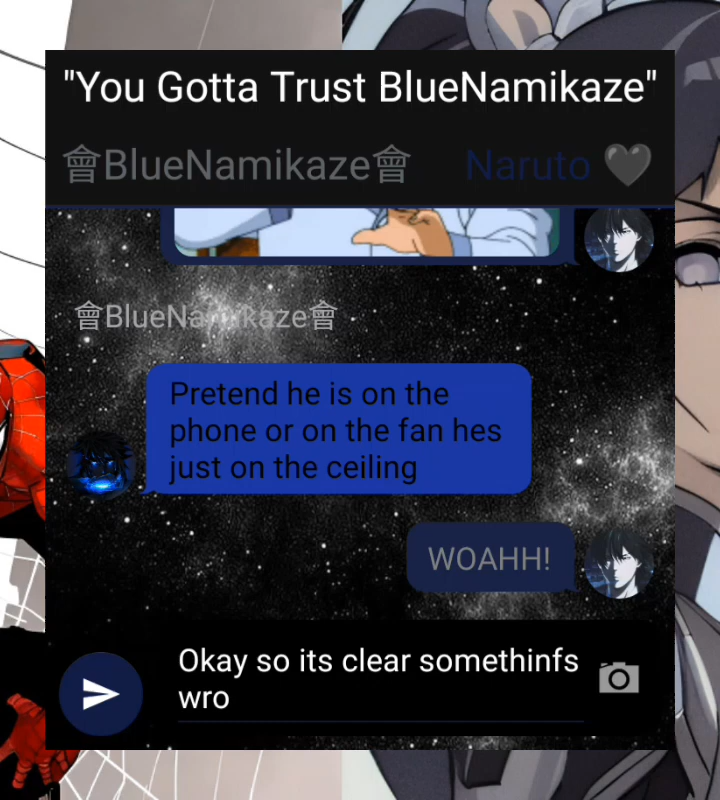 "You Gotta Trust BlueNamikaze"
會BlueNamikaze會 Naruto 🖤
會BlueNamikaze會
Pretend he is on the
phone or on the fan hes
just on the ceiling
WOAHH!
Okay so its clear somethinfs
wro